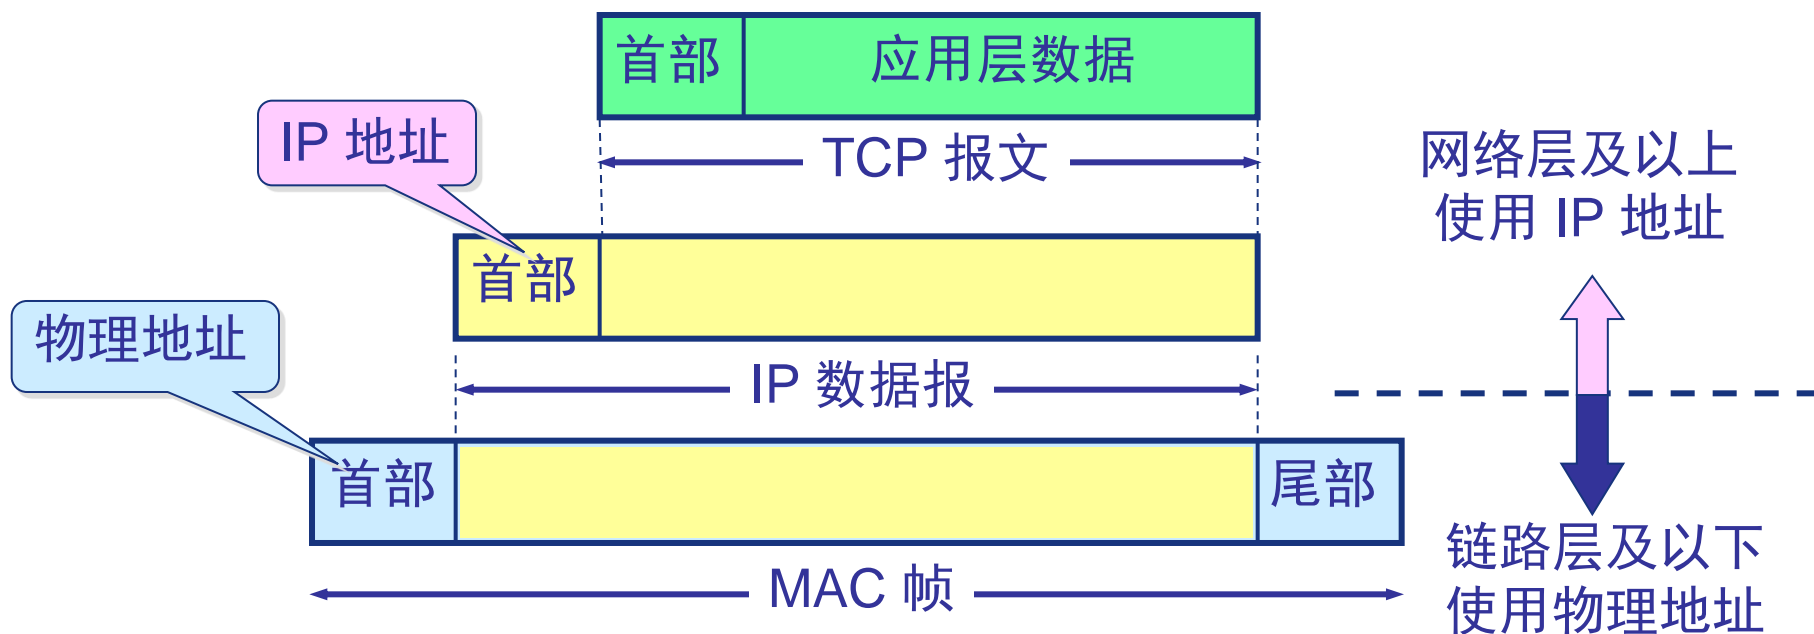 首部 应用层数据
IP 地址
TCP 报文
网络层及以上
使用 IP 地址
首部
物理地址
IP 数据报
首部 尾部
链路层及以下
使用物理地址
MAC 帧